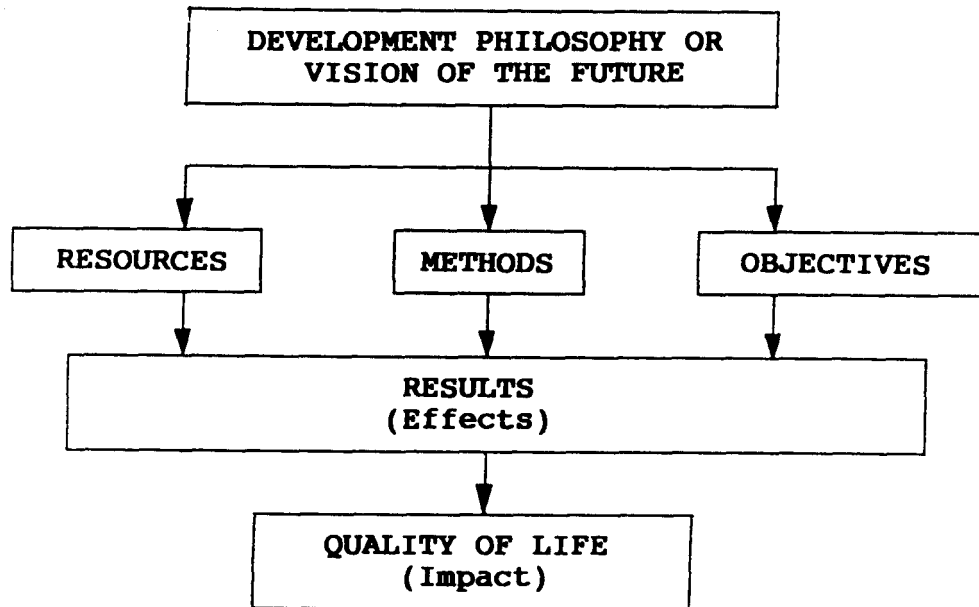 DEVELOPMENT PHILOSOPHY OR
VISION OF THE FUTURE
RESOURCES
METHODS
OBJECTIVES
RESULTS
(Effects)
QUALITY OF LIFE
(Impact)